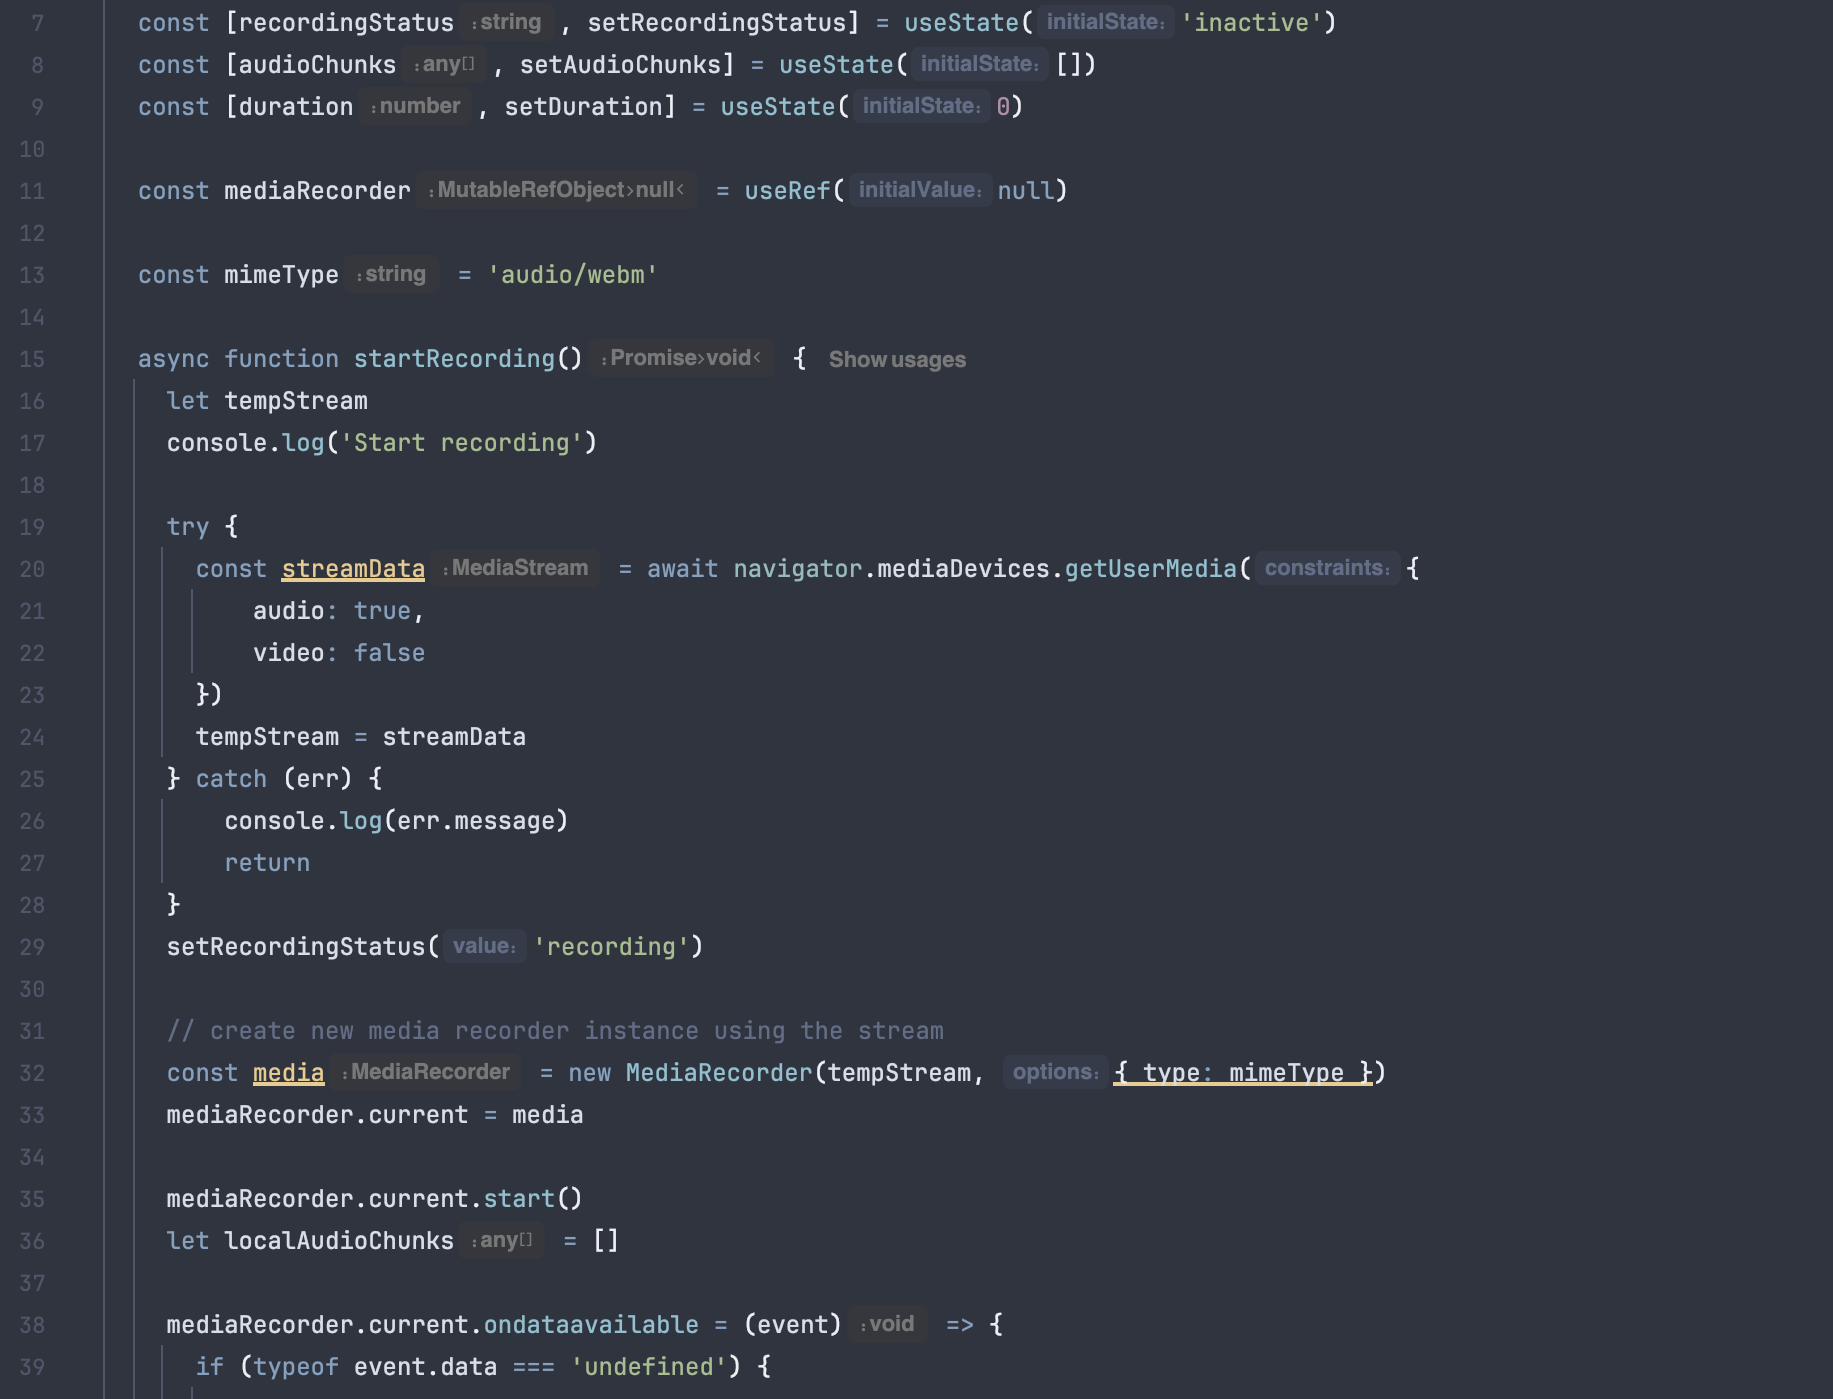 7 const [recordingStatus : string , setRecordingStatus] = useState( initialState: 'inactive')
8 const [audioChunks : any[] , setAudioChunks] = useState( initialState: [])
9 const [duration : number , setDuration] = useState( initialState: 0)
10
11 const mediaRecorder : MutableRefObject>null< = useRef( initialValue: null)
12
13 const mimeType : string = 'audio/webm'
14
15 async function startRecording() : Promise>void< { Show usages
16 let tempStream
17 console.log('Start recording')
18
19 try {
20 const streamData : MediaStream = await navigator.mediaDevices.getUserMedia( constraints: {
21 audio: true,
22 video: false
23 })
24 tempStream = streamData
25 } catch (err) {
26 console.log(err.message)
27 return
28 }
29 setRecordingStatus( value: 'recording')
30
31 // create new media recorder instance using the stream
32 const media : MediaRecorder = new MediaRecorder(tempStream, options: { type: mimeType })
33 mediaRecorder.current = media
34
35 mediaRecorder.current.start()
36 let localAudioChunks : any[] = []
37
38 mediaRecorder.current.ondataavailable = (event) : void => {
39 if (typeof event.data === 'undefined') {